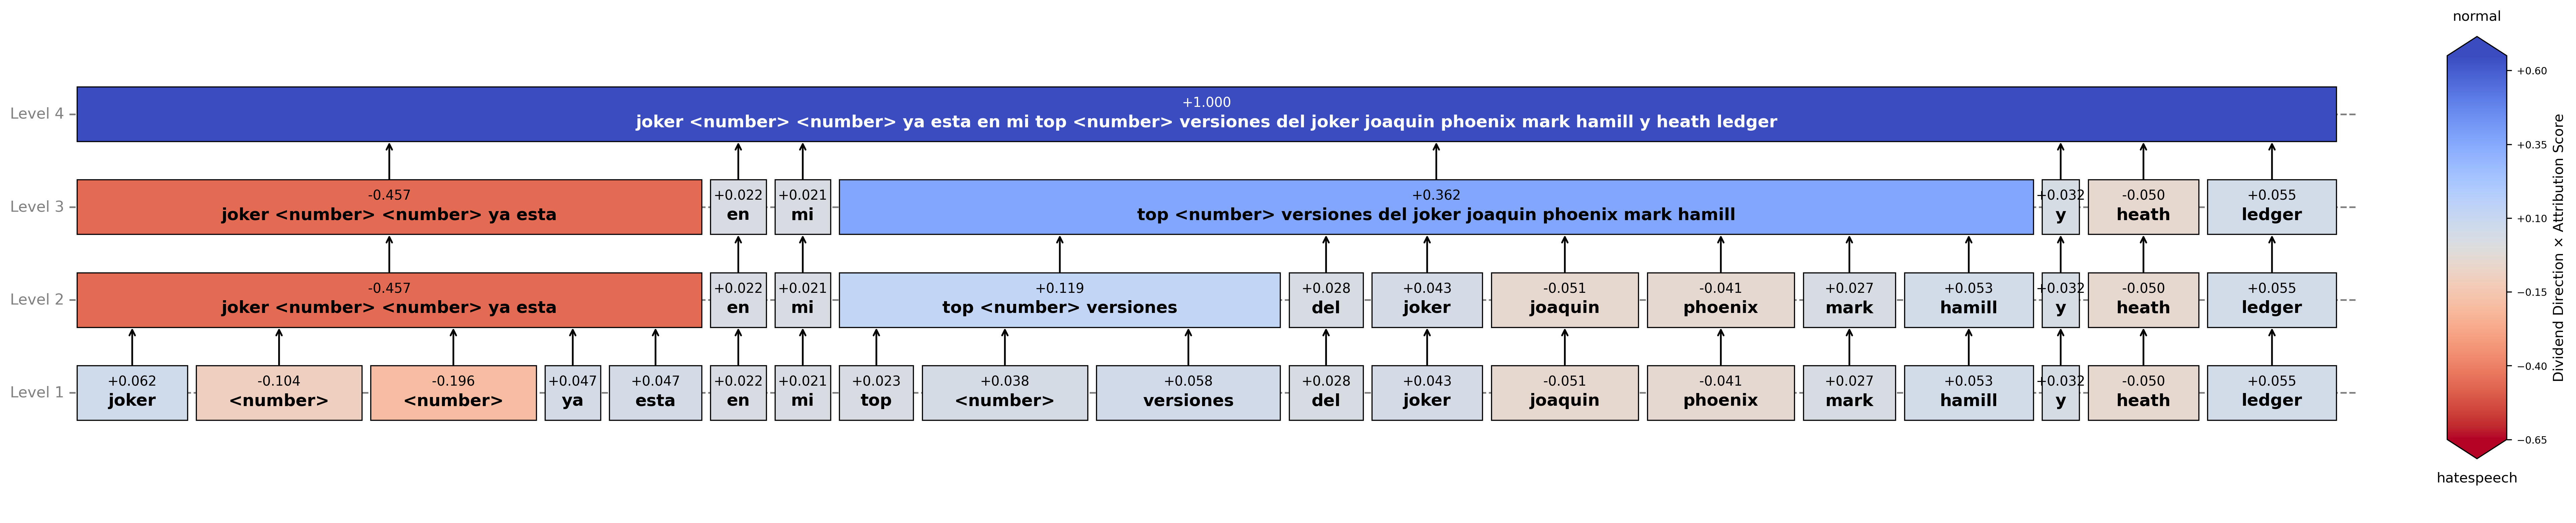 normal
Level 4
+1.000
joker <number> <number> ya esta en mi top <number> versiones del joker joaquin phoenix mark hamill y heath ledger
Level 3
-0.457 +0.022 +0.021 +0.362 +0.032 -0.050 +0.055
joker <number> <number> ya esta en mi top <number> versiones del joker joaquin phoenix mark hamill y heath ledger
Level 2
-0.457 +0.022 +0.021 +0.119 +0.028 +0.043 -0.051 -0.041 +0.027 +0.053 +0.032 -0.050 +0.055
joker <number> <number> ya esta en mi top <number> versiones del joker joaquin phoenix mark hamill y heath ledger
Level 1
+0.062 -0.104 -0.196 +0.047 +0.047 +0.022 +0.021 +0.023 +0.038 +0.058 +0.028 +0.043 -0.051 -0.041 +0.027 +0.053 +0.032 -0.050 +0.055
joker <number> <number> ya esta en mi top <number> versiones del joker joaquin phoenix mark hamill y heath ledger
+0.60
+0.35
+0.10
−0.15
−0.40
−0.65
Dividend Direction × Attribution Score
hatespeech